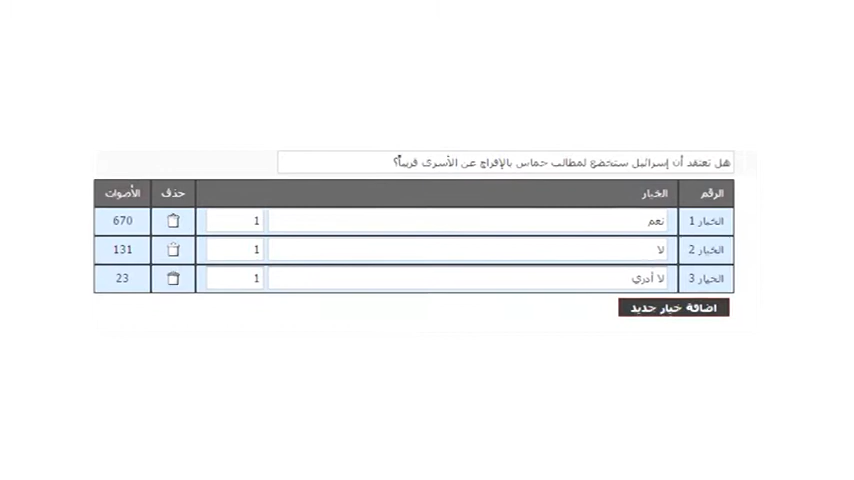 هل تعتقد أن إسرائيل ستخضع لمطالب حماس بالإفراج عن الأسرى قريباً؟
الرقم الخيار حذف الأصوات
الخيار 1 نعم 1 670
الخيار 2 لا 1 131
الخيار 3 لا أدري 1 23
اضافة خيار جديد